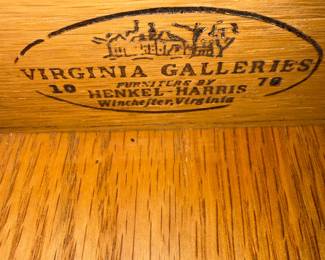 VIRGINIA GALLERIES
10 FURNITURE BY 79
HENKEL-HARRIS
Winchester, Virginia